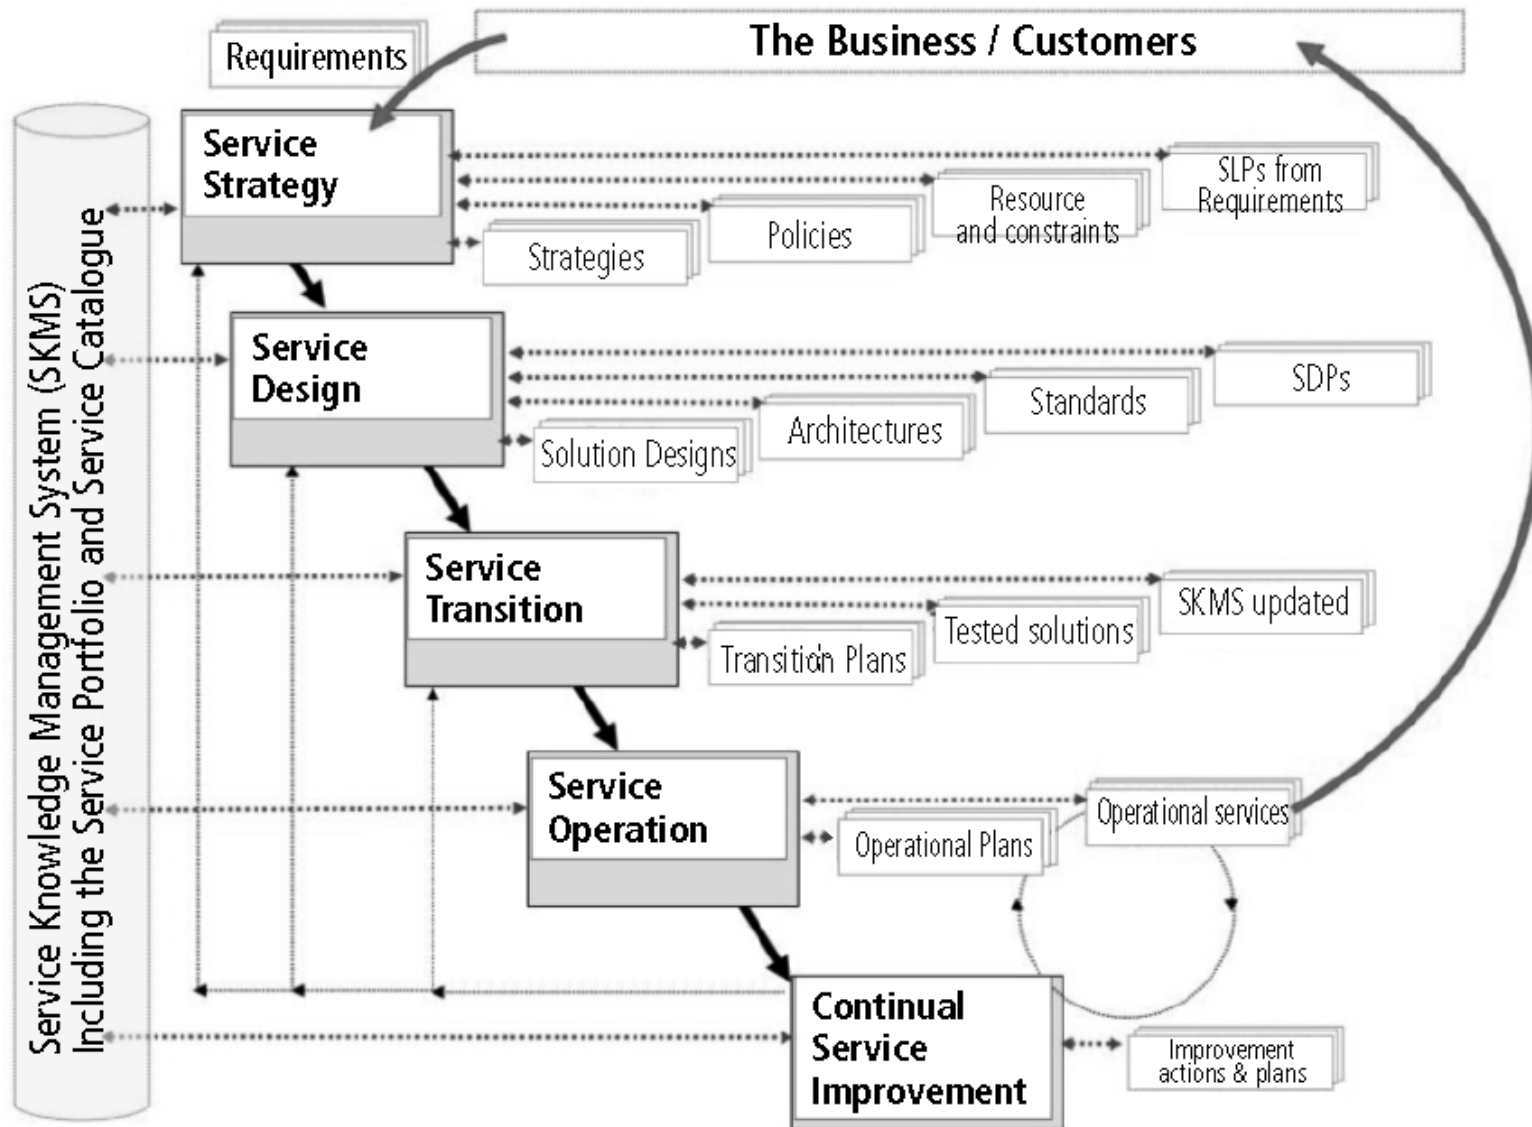 The Business / Customers
Requirements
Service
Strategy
SLPs from
Requirements
Resource
and constraints
Policies
Strategies
Service
Design
SDPs
Standards
Architectures
Solution Designs
Service
Transition
SKMS updated
Tested solutions
Transition Plans
Service
Operation
Operational services
Operational Plans
Continual
Service
Improvement
Improvement
actions & plans
Service Knowledge Management System (SKMS)
Including the Service Portfolio and Service Catalogue